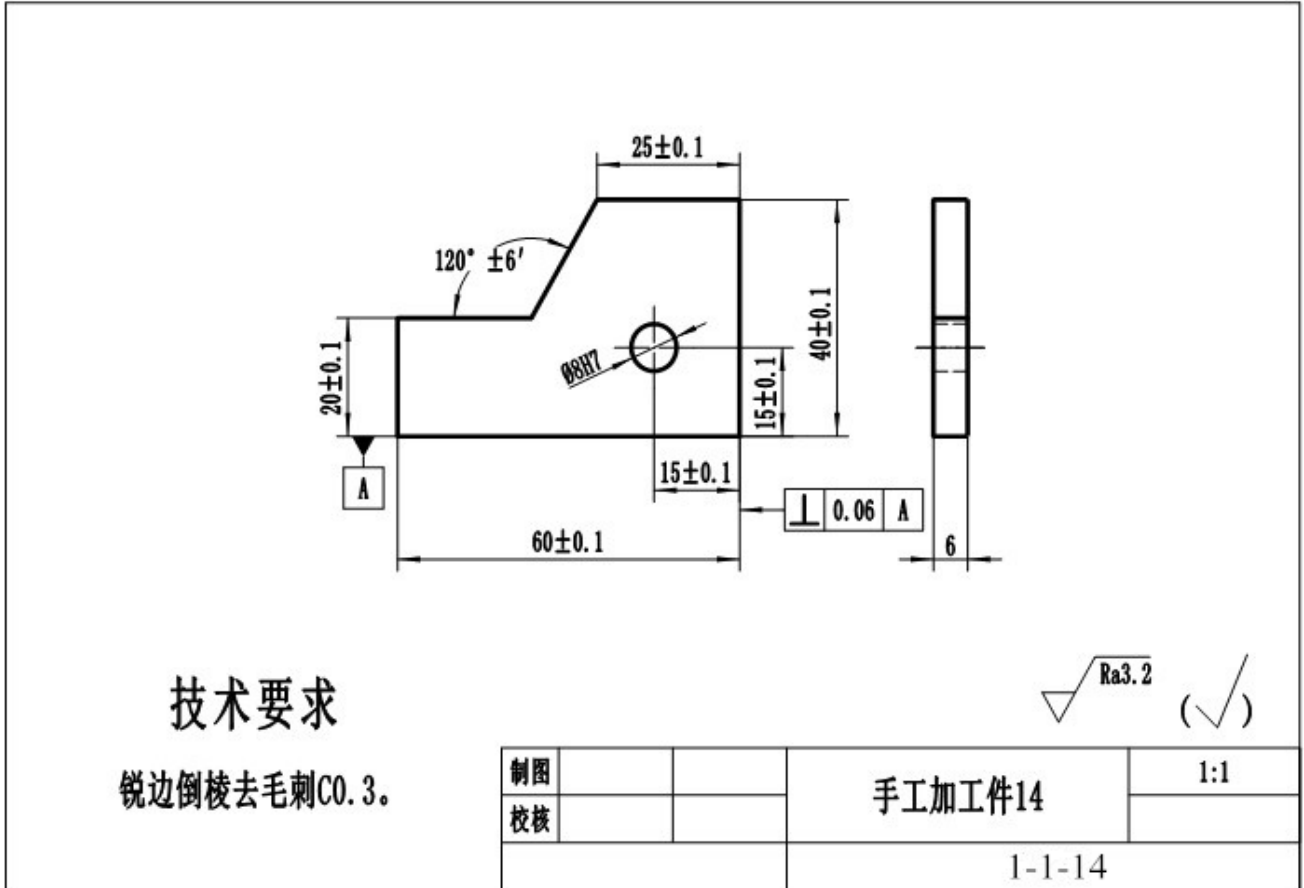 25±0.1
120° ±6′
20±0.1
Ø8H7
40±0.1
15±0.1
A
15±0.1
⊥ 0.06 A
60±0.1
6
技术要求
锐边倒棱去毛刺C0.3。
Ra3.2
(√)
制图
校核
手工加工件14
1:1
1-1-14